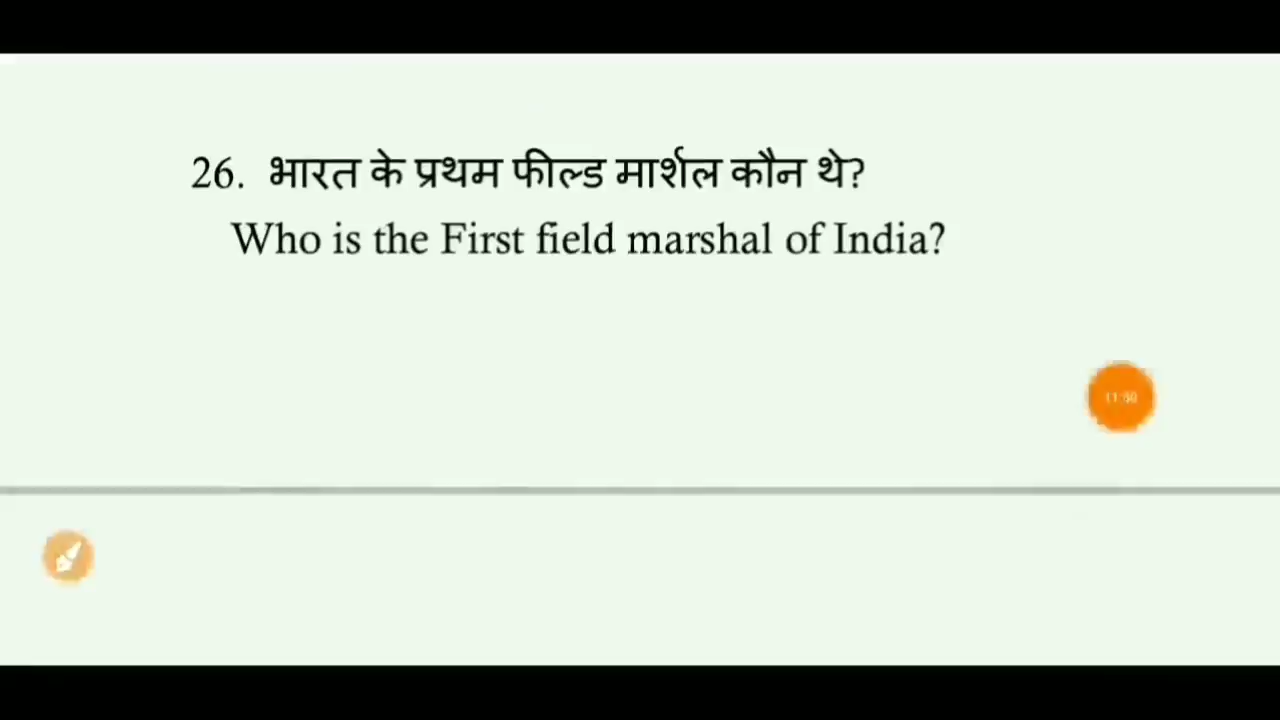 26. भारत के प्रथम फील्ड मार्शल कौन थे?
Who is the First field marshal of India?